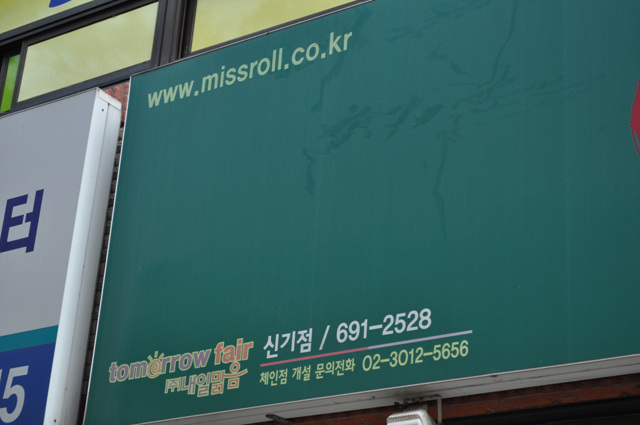 www.missroll.co.kr
터
5
tomorrow fair
(주)내일맑음
신기점 / 691-2528
체인점 개설 문의전화 02-3012-5656